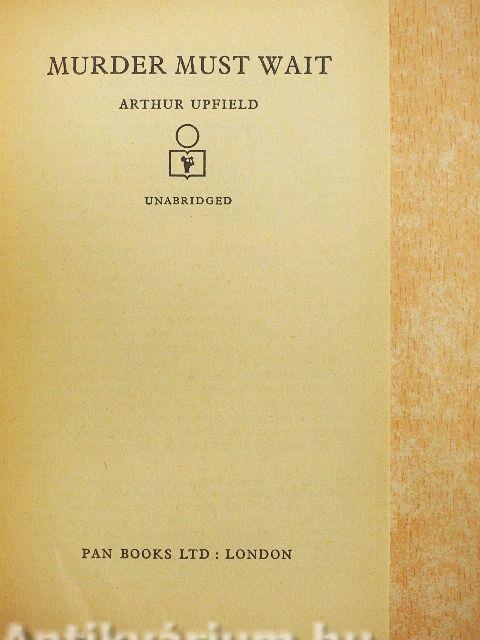 MURDER MUST WAIT
ARTHUR UPFIELD
UNABRIDGED
PAN BOOKS LTD : LONDON
Antikvárium.hu